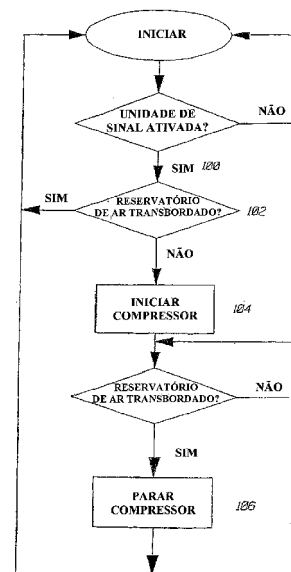 INICIAR
UNIDADE DE
SINAL ATIVADA?
NÃO
SIM
100
RESERVATÓRIO
DE AR TRANSBORDADO?
SIM
102
NÃO
INICIAR
COMPRESSOR
104
RESERVATÓRIO
DE AR TRANSBORDADO?
NÃO
SIM
PARAR
COMPRESSOR
106